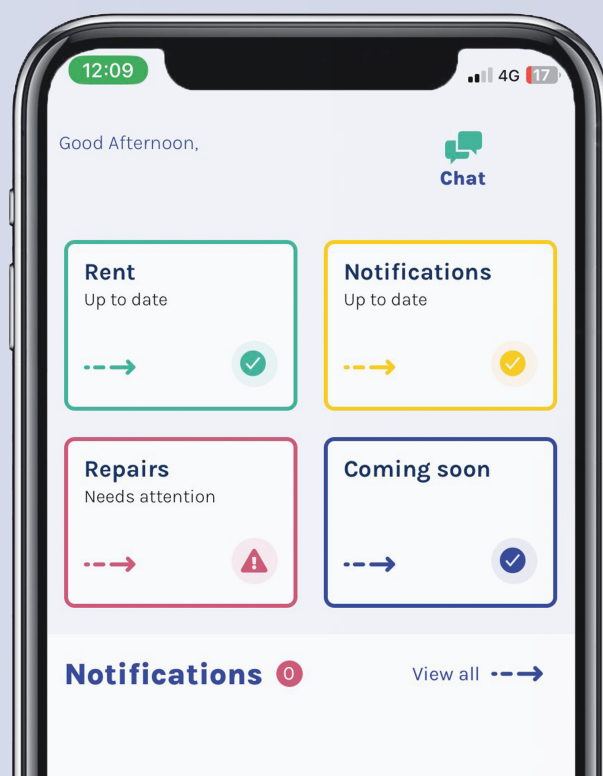 12:09
4G 17
Good Afternoon,
Chat
Rent
Up to date
Notifications
Up to date
Repairs
Needs attention
Coming soon
Notifications 0
View all